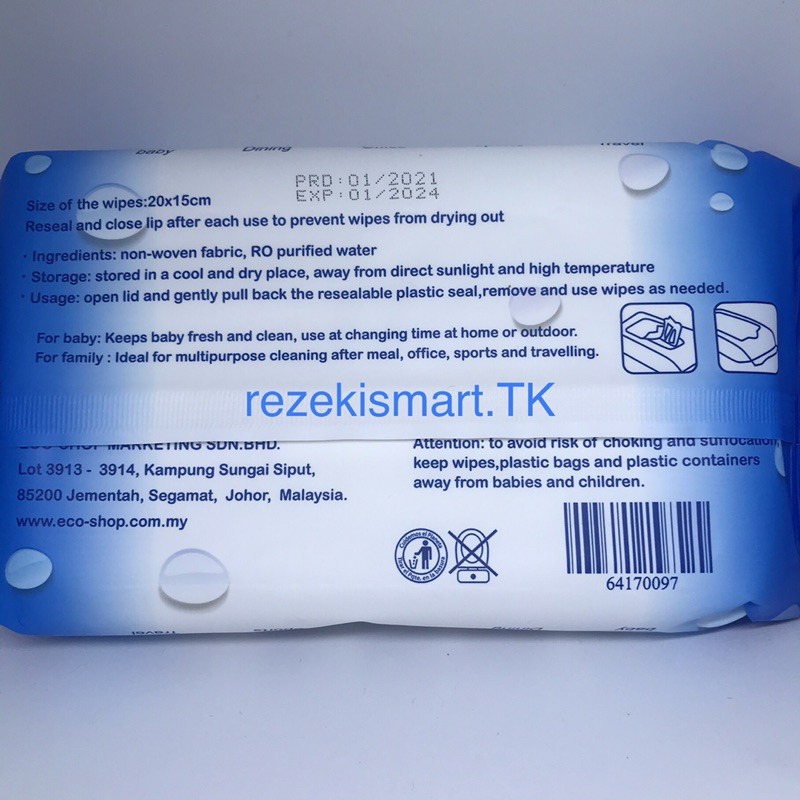 baby Dining Travel
PRD:01/2021
EXP:01/2024
Size of the wipes:20x15cm
Reseal and close lip after each use to prevent wipes from drying out
· Ingredients: non-woven fabric, RO purified water
· Storage: stored in a cool and dry place, away from direct sunlight and high temperature
· Usage: open lid and gently pull back the resealable plastic seal,remove and use wipes as needed.
For baby: Keeps baby fresh and clean, use at changing time at home or outdoor.
For family : Ideal for multipurpose cleaning after meal, office, sports and travelling.
rezekismart.TK
ECO-SHOP MARKETING SDN.BHD.
Lot 3913 - 3914, Kampung Sungai Siput,
85200 Jementah, Segamat, Johor, Malaysia.
www.eco-shop.com.my
Attention: to avoid risk of choking and suffocation,
keep wipes,plastic bags and plastic containers
away from babies and children.
64170097
Travel Sports Dining baby